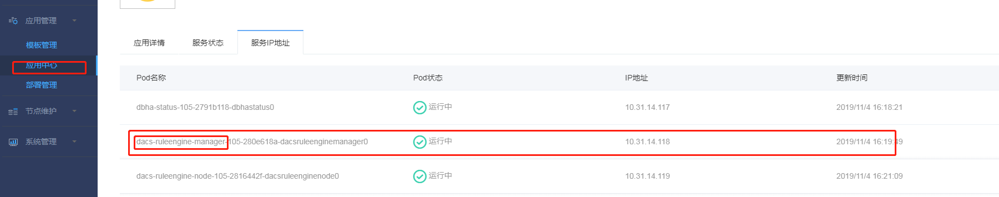 应用管理
模板管理
应用中心
部署管理
节点维护
系统管理
应用详情 服务状态 服务IP地址
Pod名称 Pod状态 IP地址 更新时间
dbha-status-105-2791b118-dbhastatus0 运行中 10.31.14.117 2019/11/4 16:18:21
dacs-ruleengine-manager-105-280e618a-dacsruleenginemanager0 运行中 10.31.14.118 2019/11/4 16:19:49
dacs-ruleengine-node-105-2816442f-dacsruleenginenode0 运行中 10.31.14.119 2019/11/4 16:21:09